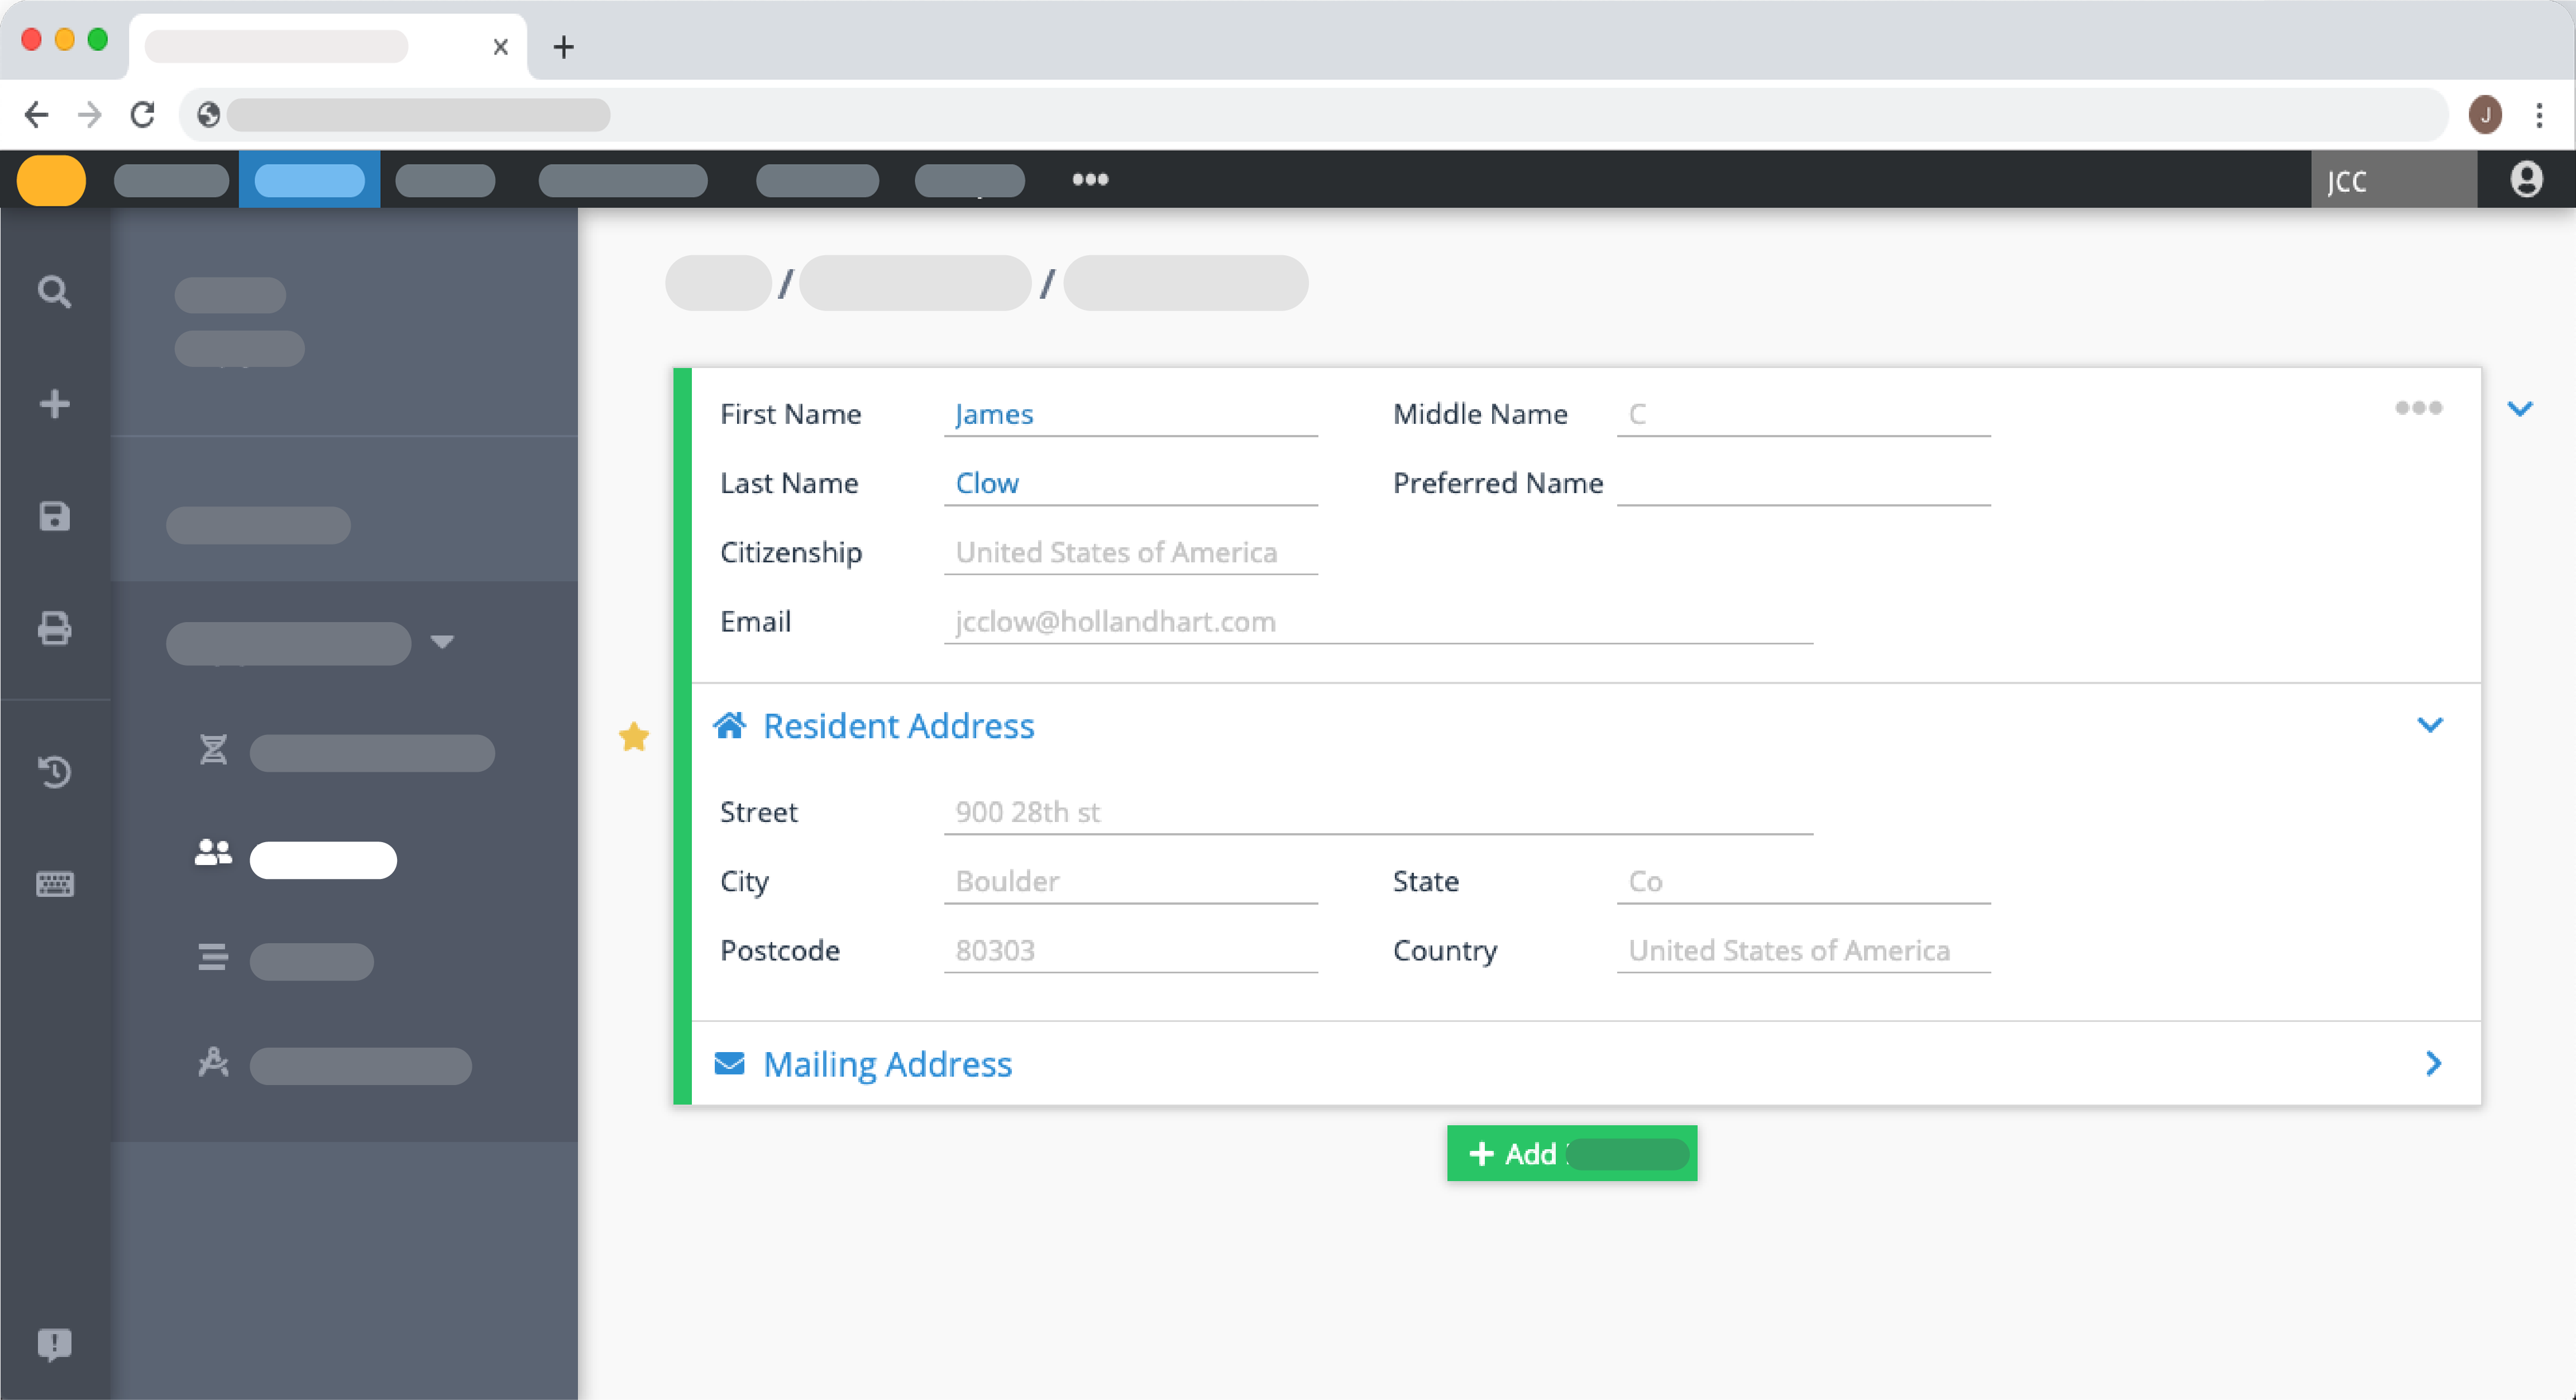 J
JCC
/ /
First Name James Middle Name C
Last Name Clow Preferred Name
Citizenship United States of America
Email jcclow@hollandhart.com
Resident Address
Street 900 28th st
City Boulder State Co
Postcode 80303 Country United States of America
Mailing Address
+ Add